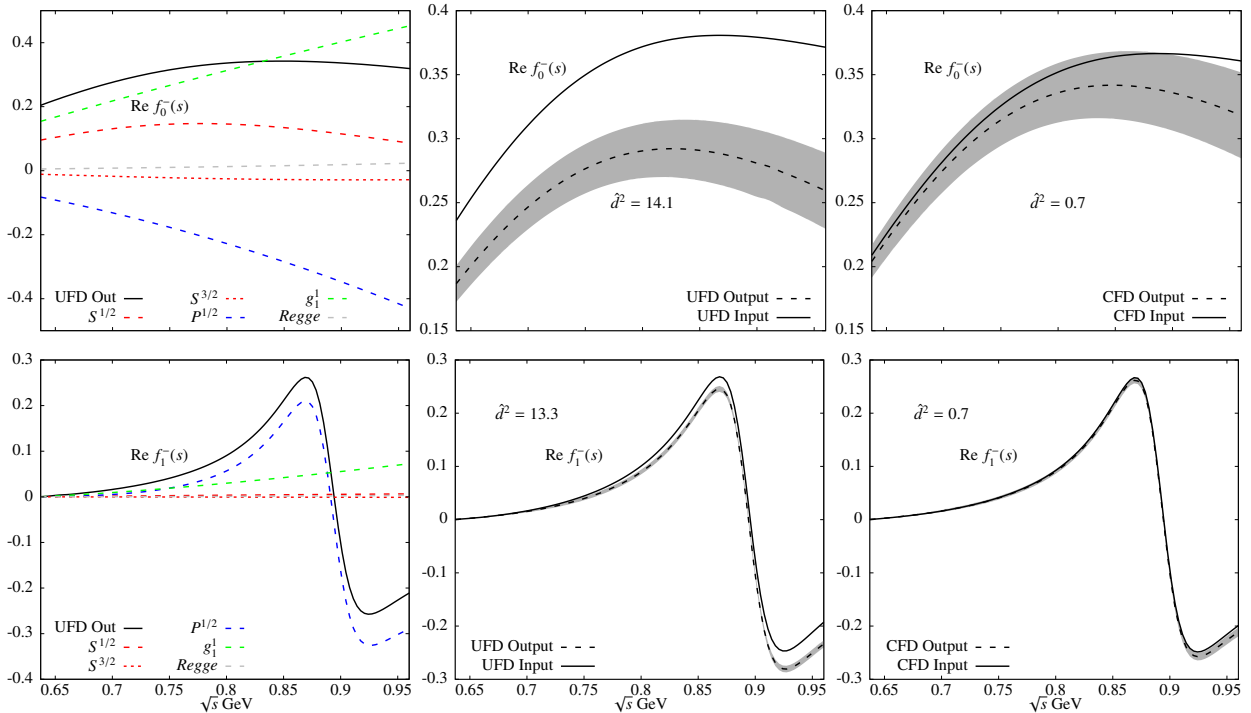 0.4
0.2
0
-0.2
-0.4
Re f₀⁻(s)
UFD Out
S^{1/2}
S^{3/2}
P^{1/2}
g₁¹
Regge
0.4
0.35
0.3
0.25
0.2
0.15
Re f₀⁻(s)
d̂² = 14.1
UFD Output
UFD Input
0.4
0.35
0.3
0.25
0.2
0.15
Re f₀⁻(s)
d̂² = 0.7
CFD Output
CFD Input
0.3
0.2
0.1
0
-0.1
-0.2
-0.3
-0.4
Re f₁⁻(s)
UFD Out
S^{1/2}
S^{3/2}
P^{1/2}
g₁¹
Regge
0.65 0.7 0.75 0.8 0.85 0.9 0.95
√s GeV
0.3
0.2
0.1
0
-0.1
-0.2
-0.3
d̂² = 13.3
Re f₁⁻(s)
UFD Output
UFD Input
0.65 0.7 0.75 0.8 0.85 0.9 0.95
√s GeV
0.3
0.2
0.1
0
-0.1
-0.2
-0.3
d̂² = 0.7
Re f₁⁻(s)
CFD Output
CFD Input
0.65 0.7 0.75 0.8 0.85 0.9 0.95
√s GeV